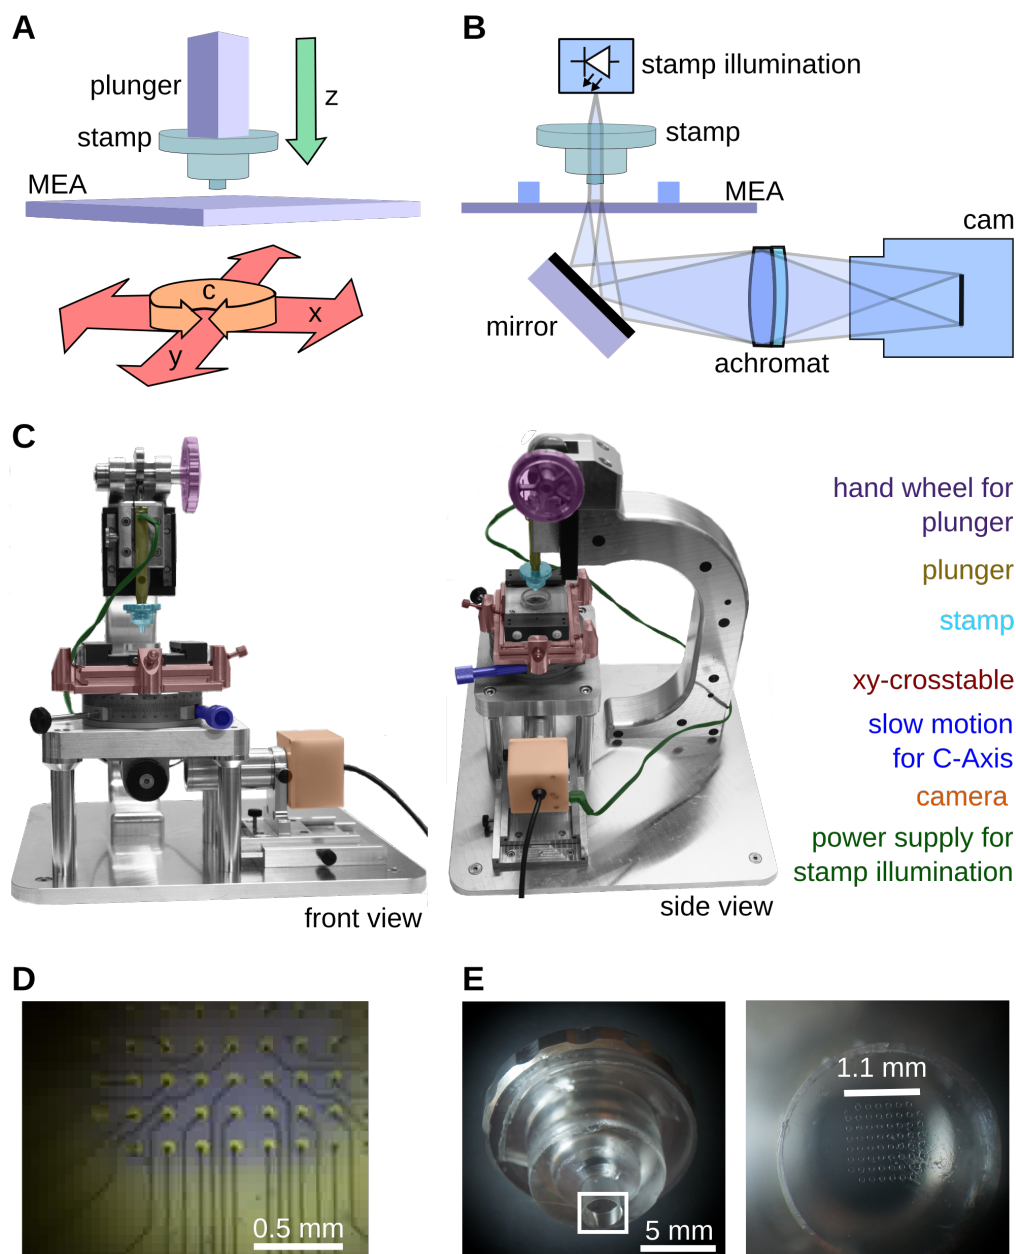 A
plunger
stamp
z
MEA
c
x
y
B
stamp illumination
stamp
MEA
cam
mirror
achromat
C
front view
side view
hand wheel for
plunger
plunger
stamp
xy-crosstable
slow motion
for C-Axis
camera
power supply for
stamp illumination
D
0.5 mm
E
5 mm
1.1 mm